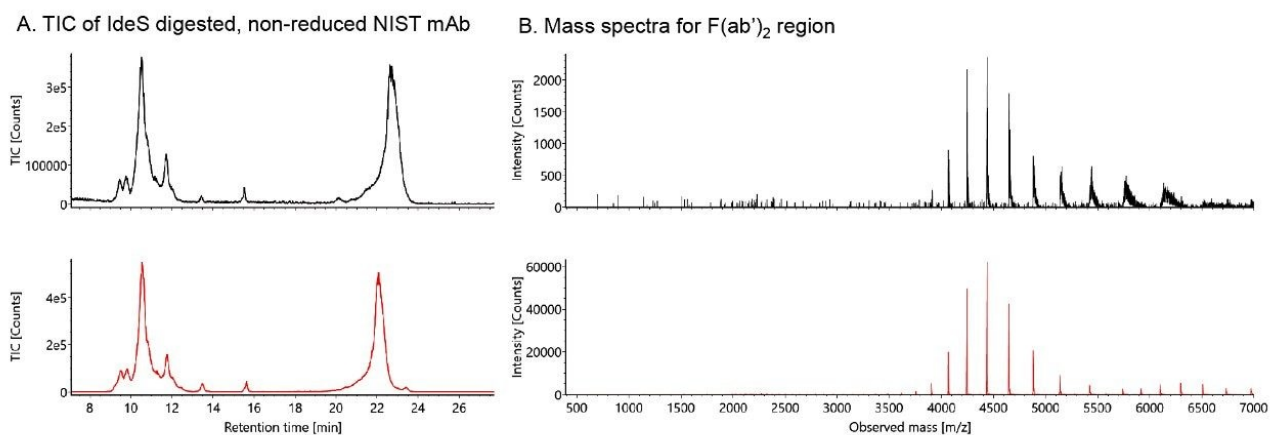 A. TIC of IdeS digested, non-reduced NIST mAb
B. Mass spectra for F(ab')₂ region
TIC [Counts]
3e5
2e5
100000
0
Intensity [Counts]
2000
1500
1000
500
0
TIC [Counts]
4e5
2e5
0
8 10 12 14 16 18 20 22 24 26
Retention time [min]
Intensity [Counts]
60000
40000
20000
0
500 1000 1500 2000 2500 3000 3500 4000 4500 5000 5500 6000 6500 7000
Observed mass [m/z]